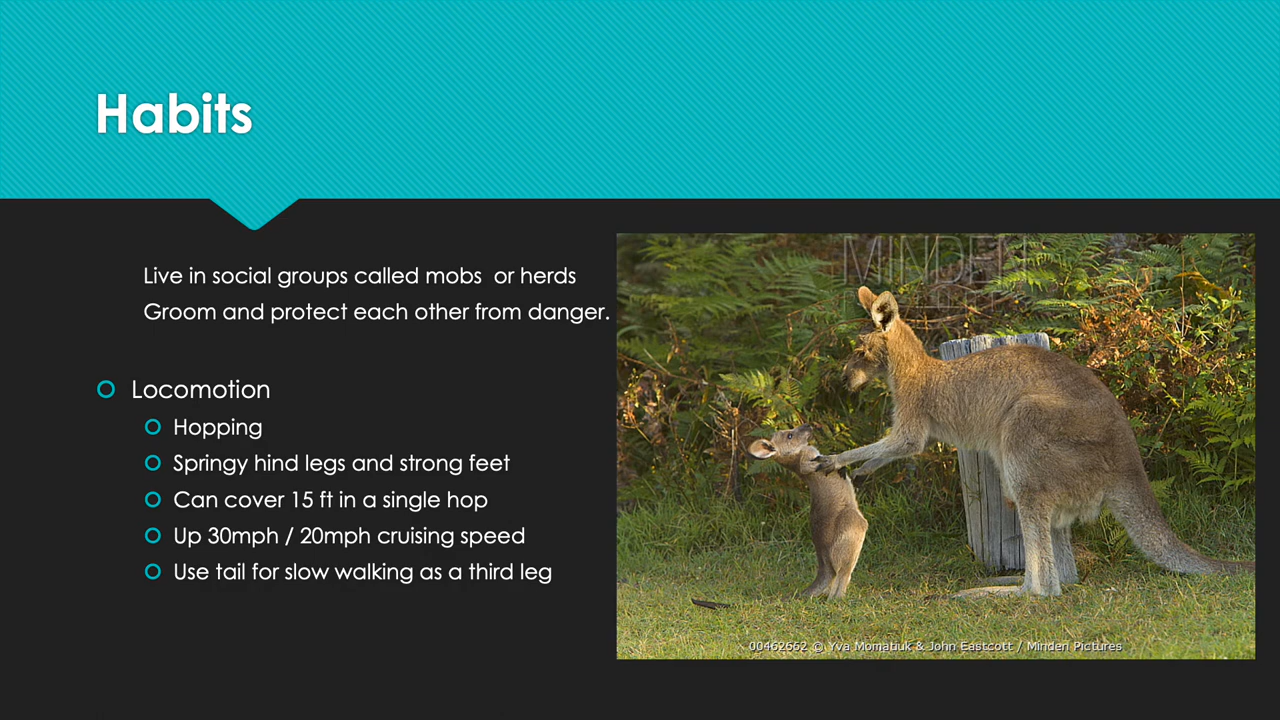 Habits
Live in social groups called mobs  or herds
Groom and protect each other from danger.
Locomotion
Hopping
Springy hind legs and strong feet
Can cover 15 ft in a single hop
Up 30mph / 20mph cruising speed
Use tail for slow walking as a third leg
MINDEN
00462662 © Yva Momatiuk & John Eastcott / Minden Pictures